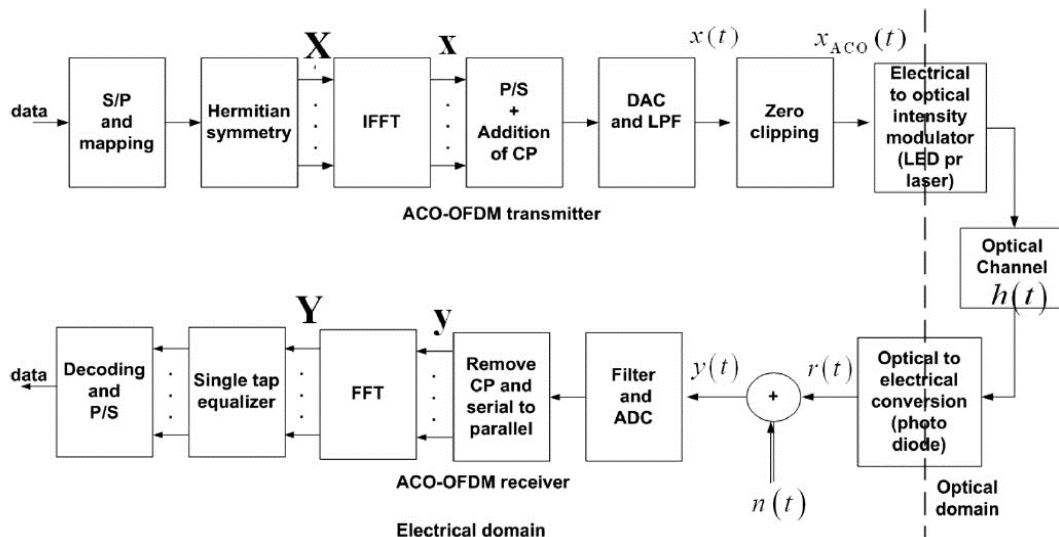 data
S/P
and
mapping
Hermitian
symmetry
X
IFFT
x
P/S
+
Addition
of CP
DAC
and LPF
x(t)
Zero
clipping
x_ACO(t)
Electrical
to optical
intensity
modulator
(LED pr
laser)
ACO-OFDM transmitter
Optical
Channel
h(t)
data
Decoding
and
P/S
Single tap
equalizer
Y
FFT
y
Remove
CP and
serial to
parallel
Filter
and
ADC
y(t)
+
r(t)
Optical to
electrical
conversion
(photo
diode)
n(t)
ACO-OFDM receiver
Electrical domain
Optical
domain